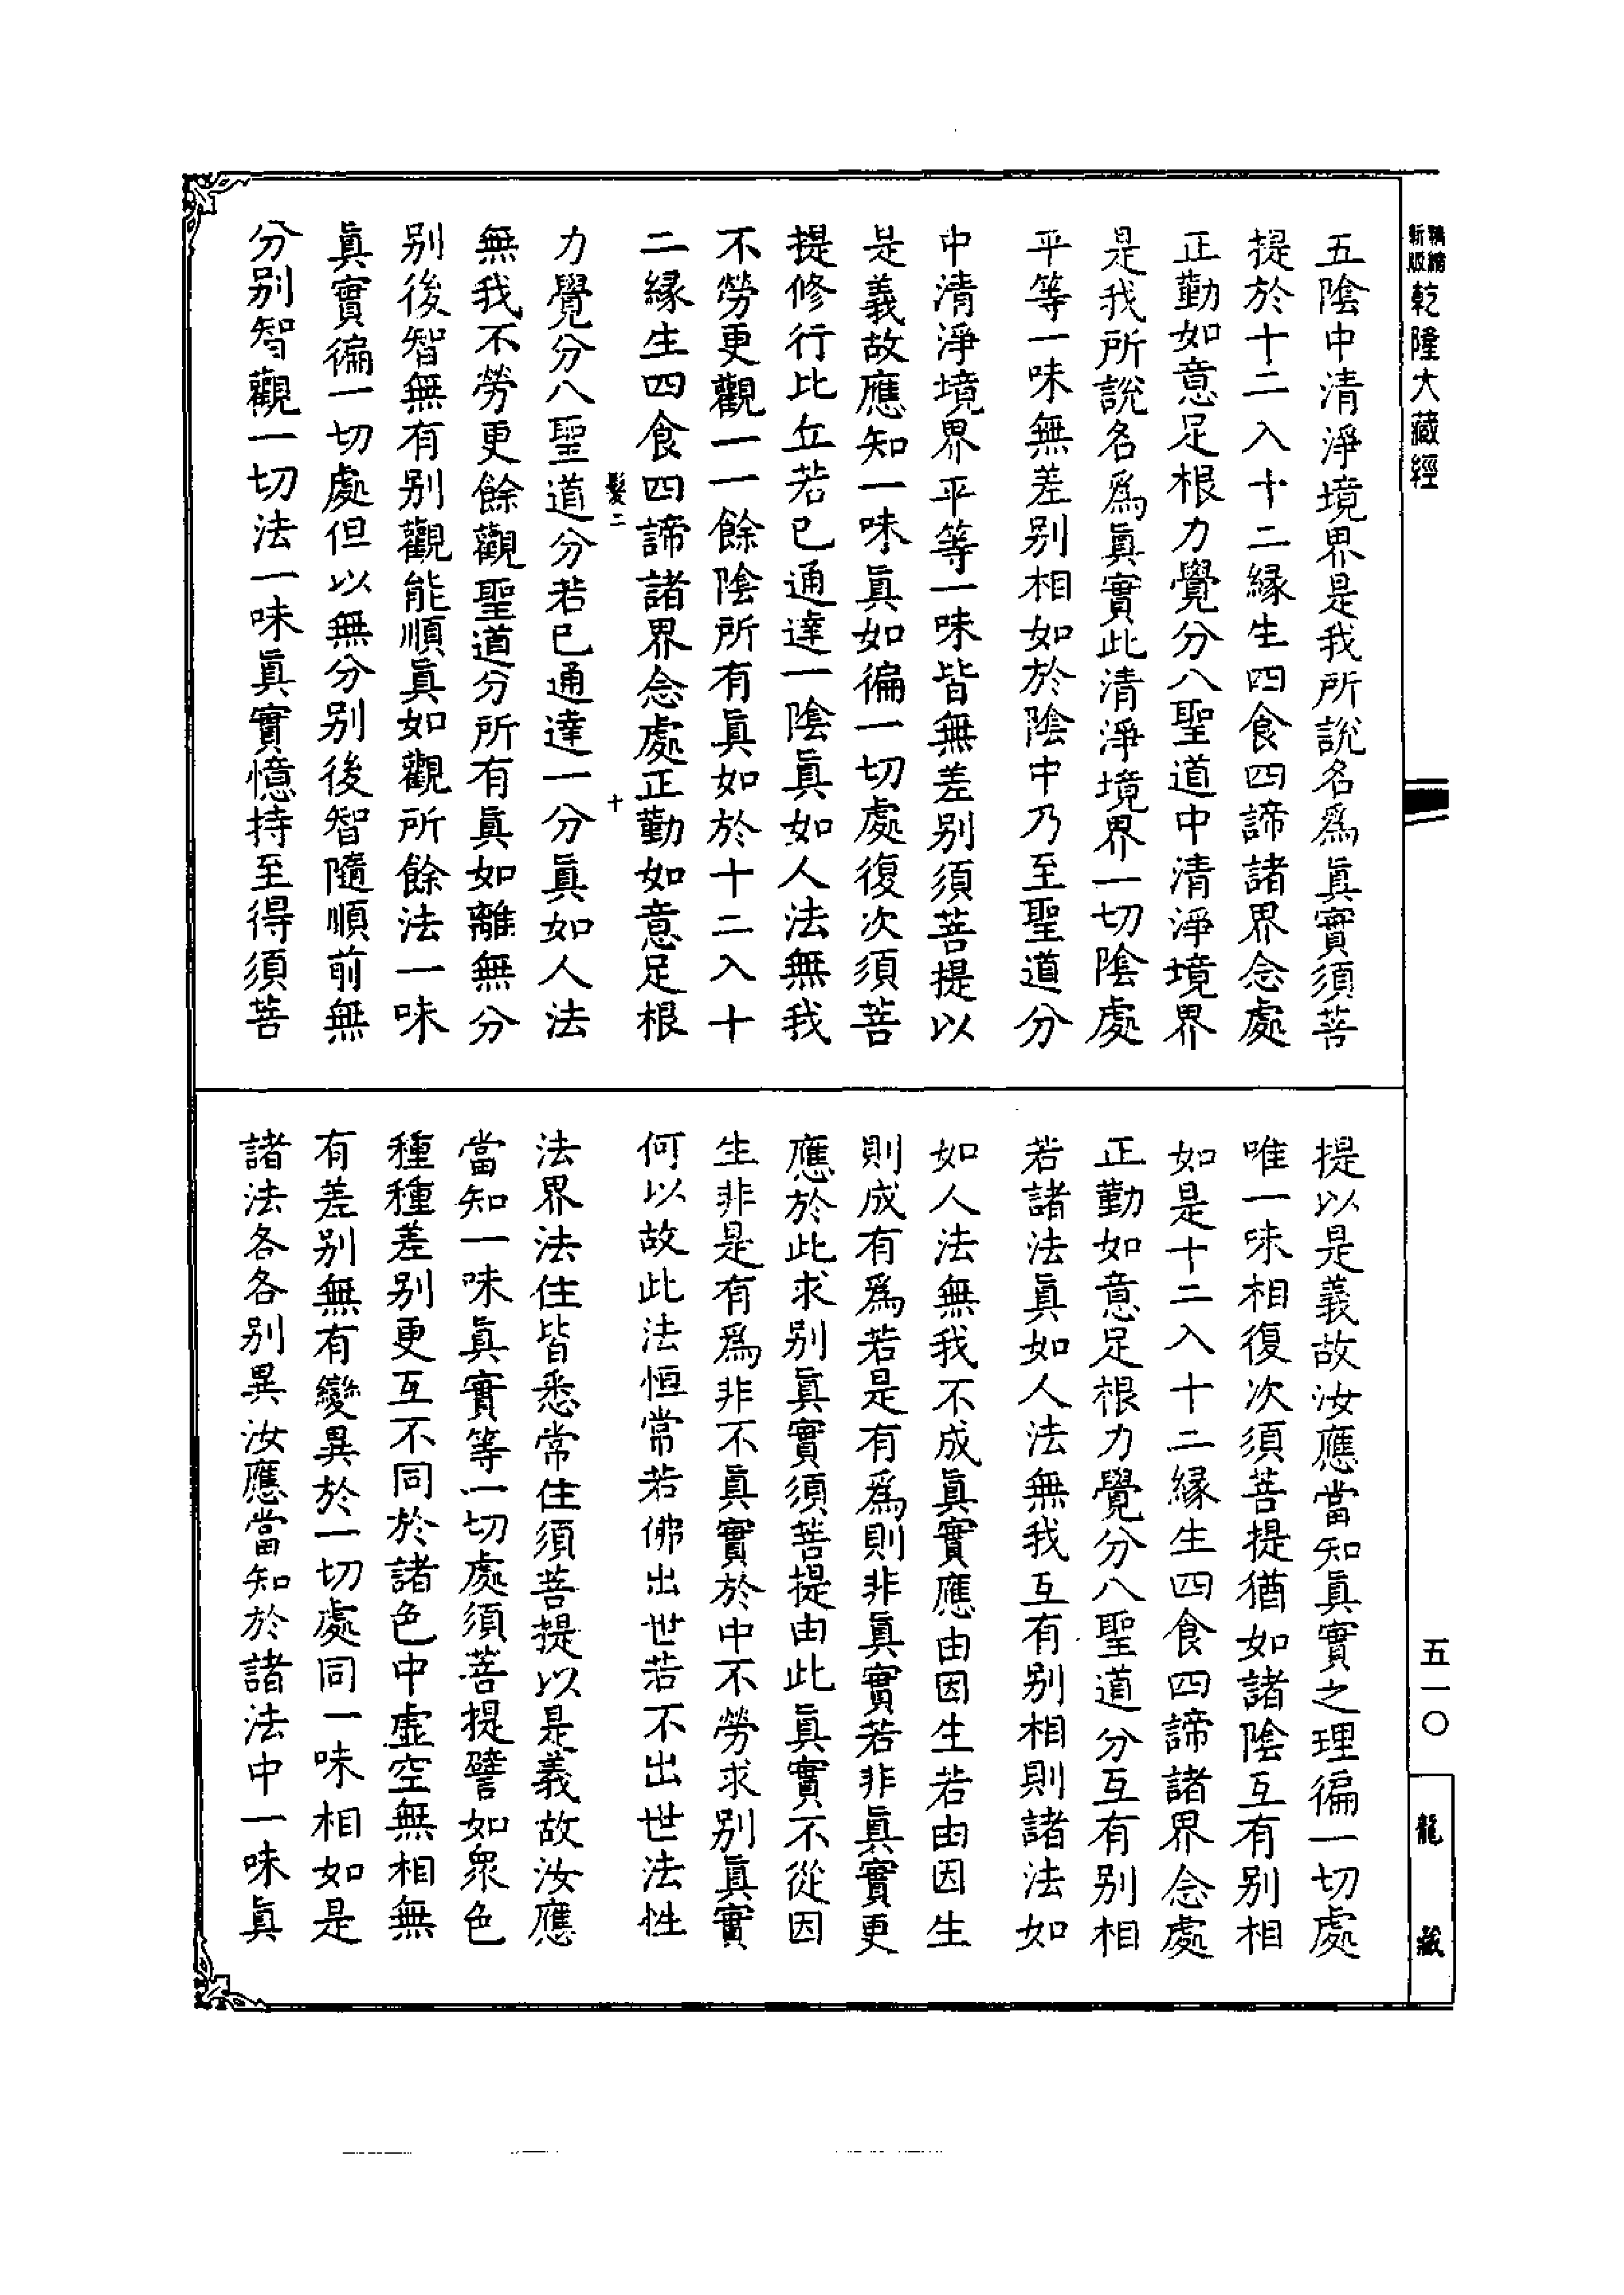 新編縮版乾隆大藏經
五陰中清淨境界是我所說名爲眞實須菩
提於十二入十二緣生四食四諦諸界念處
正勤如意足根力覺分八聖道中清淨境界
是我所說名爲眞實此清淨境界一切陰處
平等一味無差别相如於陰中乃至聖道分
中清淨境界平等一味皆無差别須菩提以
是義故應知一味眞如徧一切處復次須菩
提修行比丘若已通達一陰眞如人法無我
不勞更觀一一餘陰所有眞如於十二入十
二緣生四食四諦諸界念處正勤如意足根
髮二 十
力覺分八聖道分若已通達一分眞如人法
無我不勞更餘觀聖道分所有眞如離無分
别後智無有别觀能順眞如觀所餘法一味
眞實徧一切處但以無分别後智隨順前無
分别智觀一切法一味眞實憶持至得須菩
提以是義故汝應當知眞實之理徧一切處
唯一味相復次須菩提猶如諸陰互有别相
如是十二入十二緣生四食四諦諸界念處
正勤如意足根力覺分八聖道分互有别相
若諸法眞如人法無我互有别相則諸法如
如人法無我不成眞實應由因生若由因生
則成有爲若是有爲則非眞實若非眞實更
應於此求别眞實須菩提由此眞實不從因
生非是有爲非不眞實於中不勞求别眞實
何以故此法恒常若佛出世若不出世法性
法界法住皆悉常住須菩提以是義故汝應
當知一味眞實等一切處須菩提譬如衆色
種種差别更互不同於諸色中虛空無相無
有差别無有變異於一切處同一味相如是
諸法各各别異汝應當知於諸法中一味眞
五一〇
龍藏